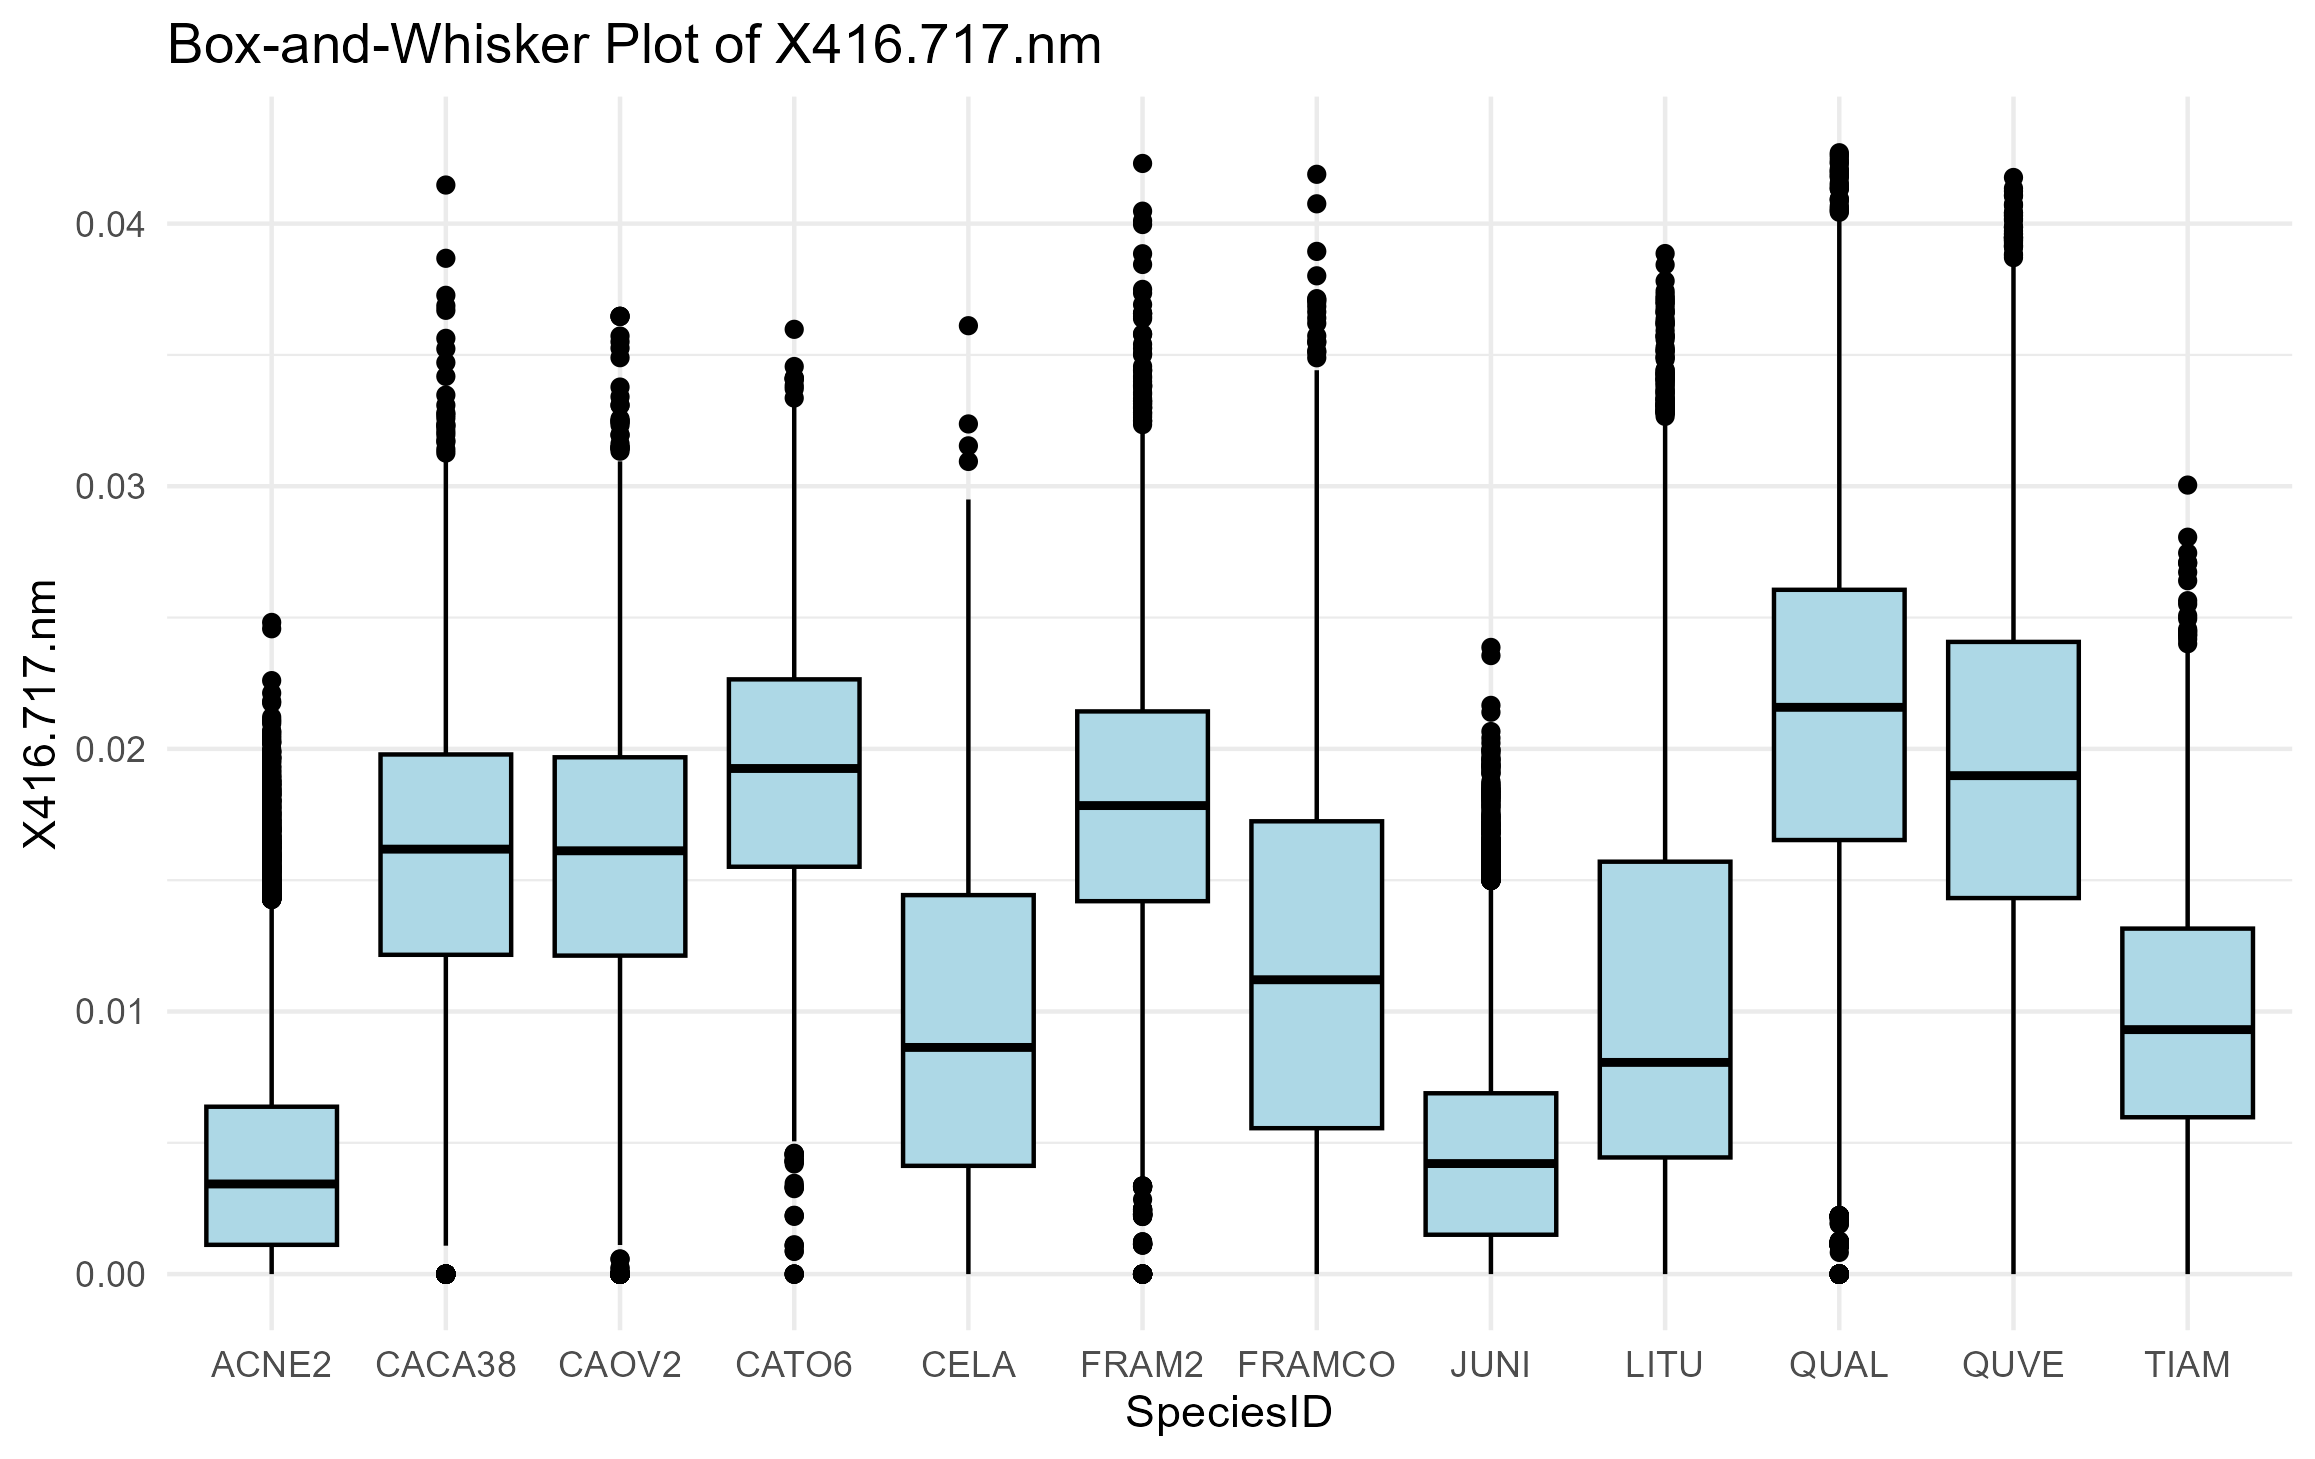 Box-and-Whisker Plot of X416.717.nm
X416.717.nm
0.04
0.03
0.02
0.01
0.00
ACNE2 CACA38 CAOV2 CATO6 CELA FRAM2 FRAMCO JUNI LITU QUAL QUVE TIAM
SpeciesID